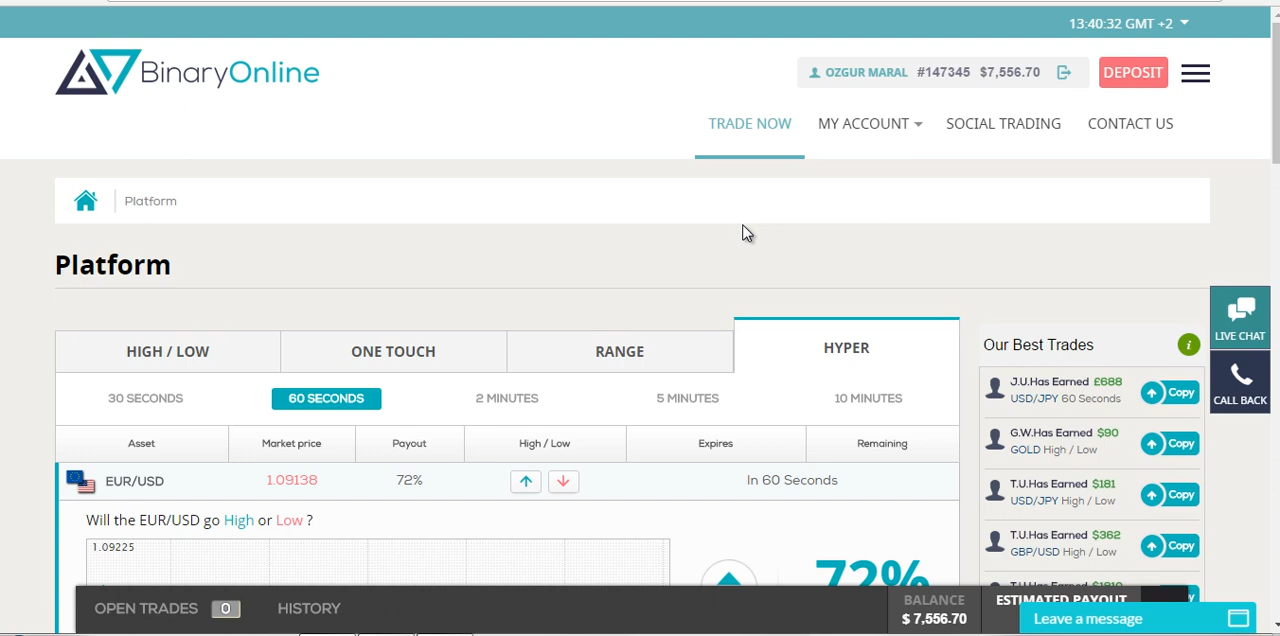 13:40:32 GMT +2
BinaryOnline
OZGUR MARAL #147345 $7,556.70
DEPOSIT
TRADE NOW MY ACCOUNT SOCIAL TRADING CONTACT US
Platform
Platform
HIGH / LOW ONE TOUCH RANGE HYPER
30 SECONDS 60 SECONDS 2 MINUTES 5 MINUTES 10 MINUTES
Asset Market price Payout High / Low Expires Remaining
EUR/USD 1.09138 72% In 60 Seconds
Will the EUR/USD go High or Low ?
1.09225
72%
Our Best Trades i
J.U.Has Earned £688
USD/JPY 60 Seconds
Copy
G.W.Has Earned $90
GOLD High / Low
Copy
T.U.Has Earned $181
USD/JPY High / Low
Copy
T.U.Has Earned $362
GBP/USD High / Low
Copy
LIVE CHAT
CALL BACK
OPEN TRADES 0 HISTORY
BALANCE
$ 7,556.70
ESTIMATED PAYOUT
Leave a message